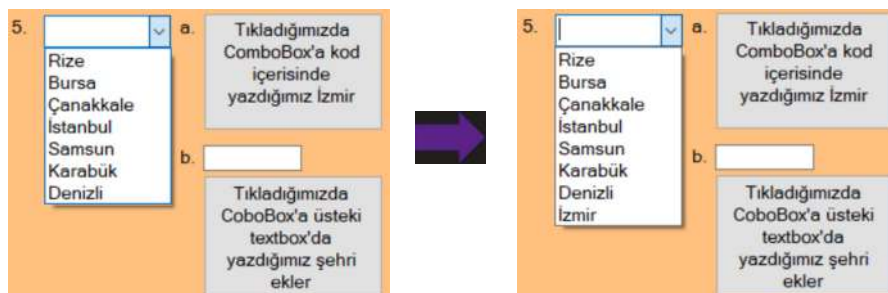 5.
Rize
Bursa
Çanakkale
İstanbul
Samsun
Karabük
Denizli
a.
Tıkladığımızda
ComboBox'a kod
içerisinde
yazdığımız İzmir
b.
Tıkladığımızda
CoboBox'a üsteki
textbox'da
yazdığımız şehri
ekler
5.
Rize
Bursa
Çanakkale
İstanbul
Samsun
Karabük
Denizli
İzmir
a.
Tıkladığımızda
ComboBox'a kod
içerisinde
yazdığımız İzmir
b.
Tıkladığımızda
CoboBox'a üsteki
textbox'da
yazdığımız şehri
ekler